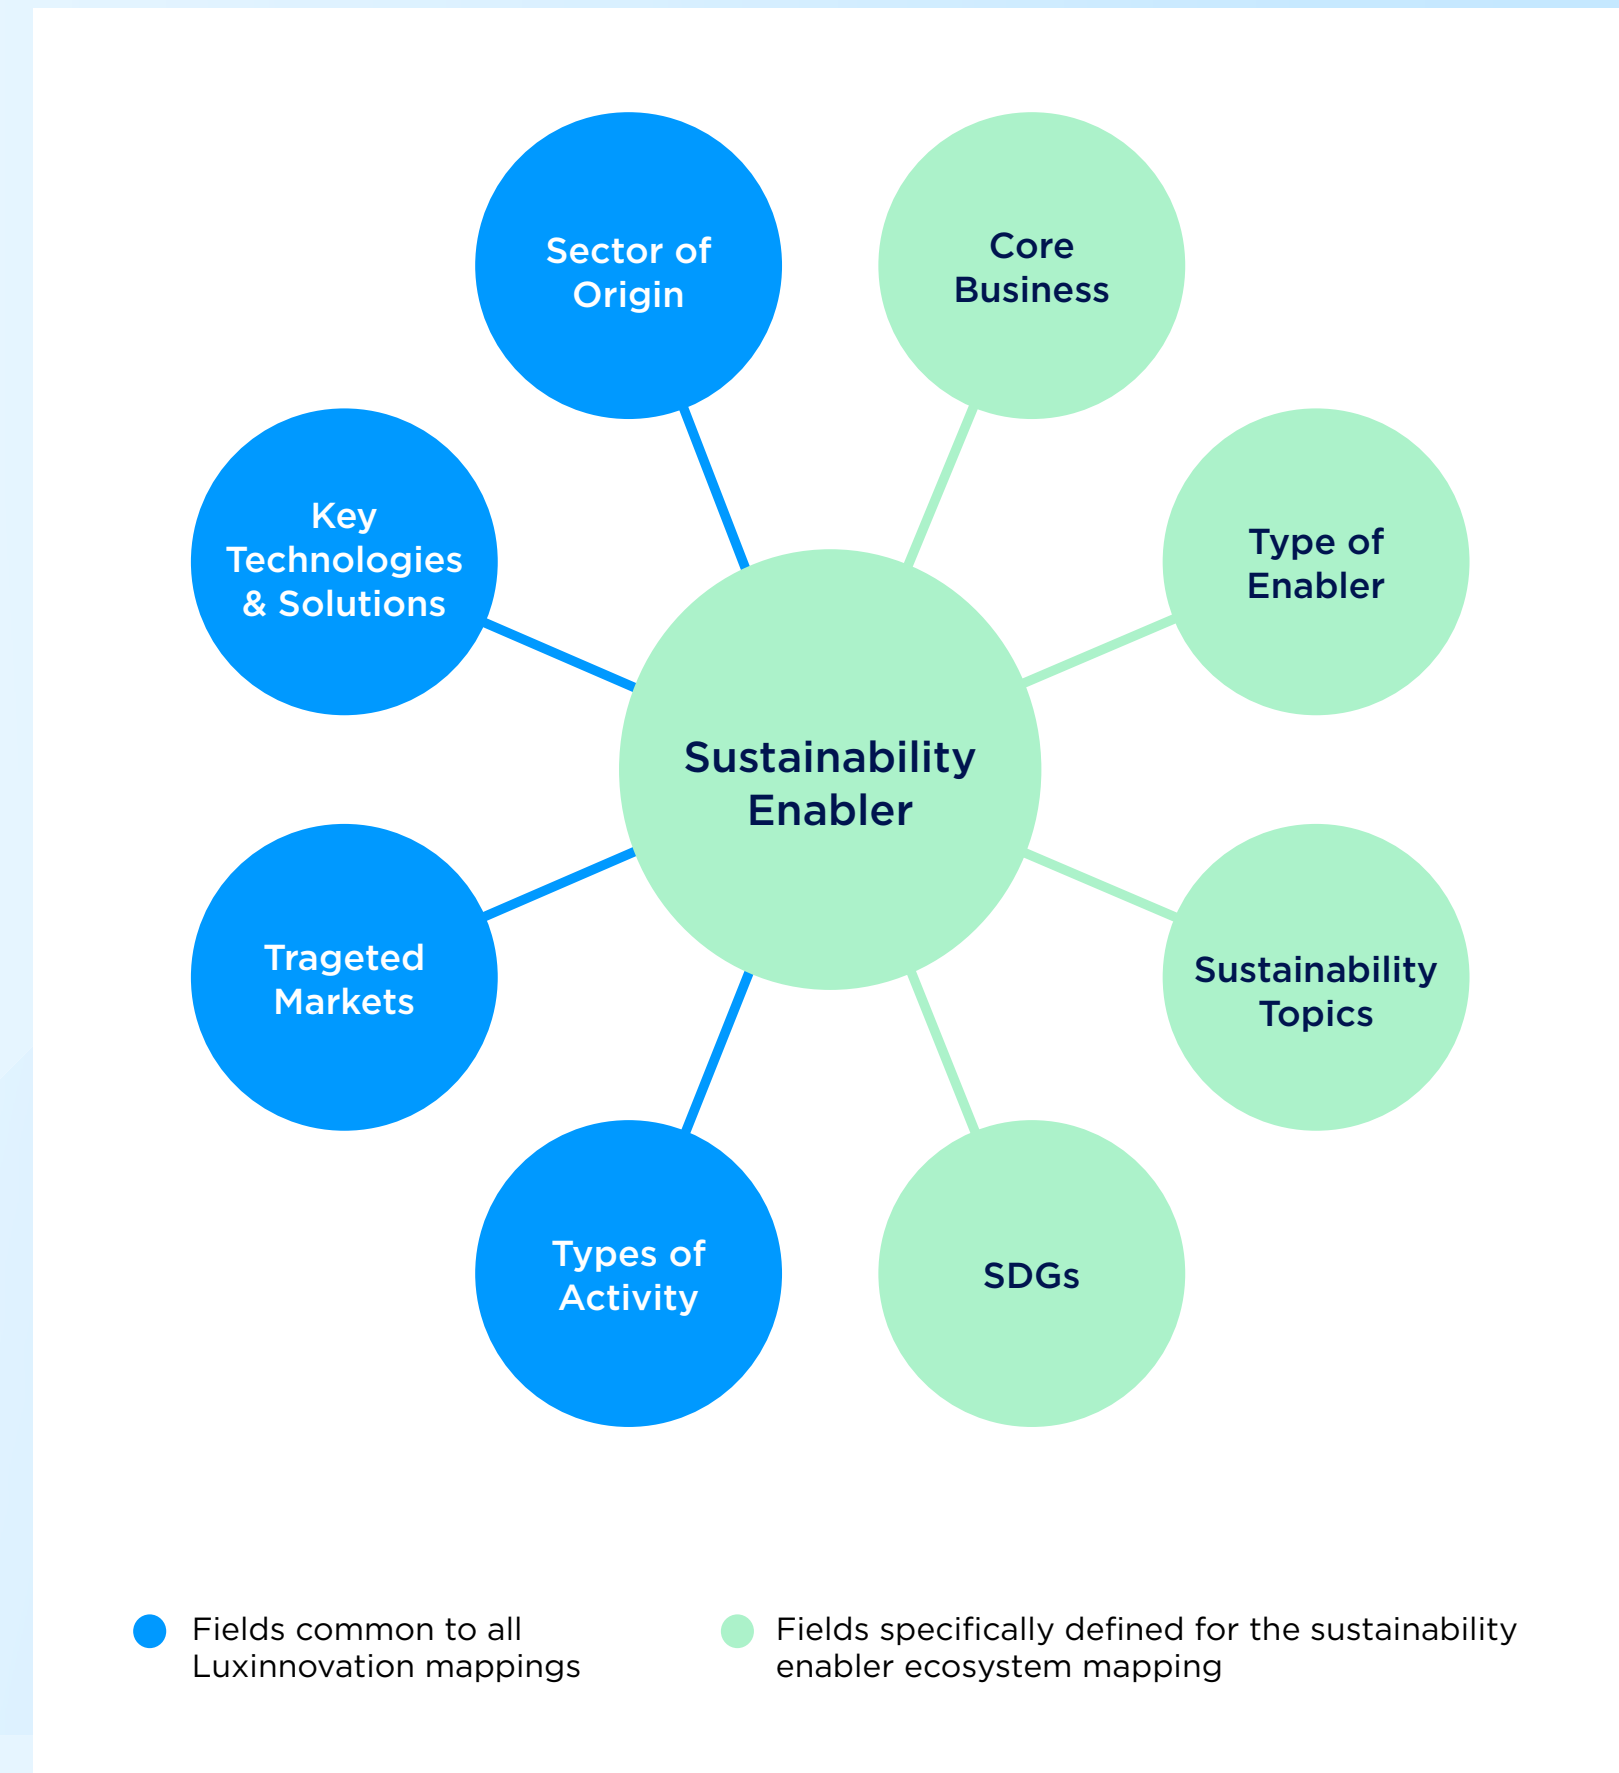 Sector of
Origin
Core
Business
Key
Technologies
& Solutions
Type of
Enabler
Sustainability
Enabler
Trageted
Markets
Sustainability
Topics
Types of
Activity
SDGs
Fields common to all
Luxinnovation mappings
Fields specifically defined for the sustainability
enabler ecosystem mapping